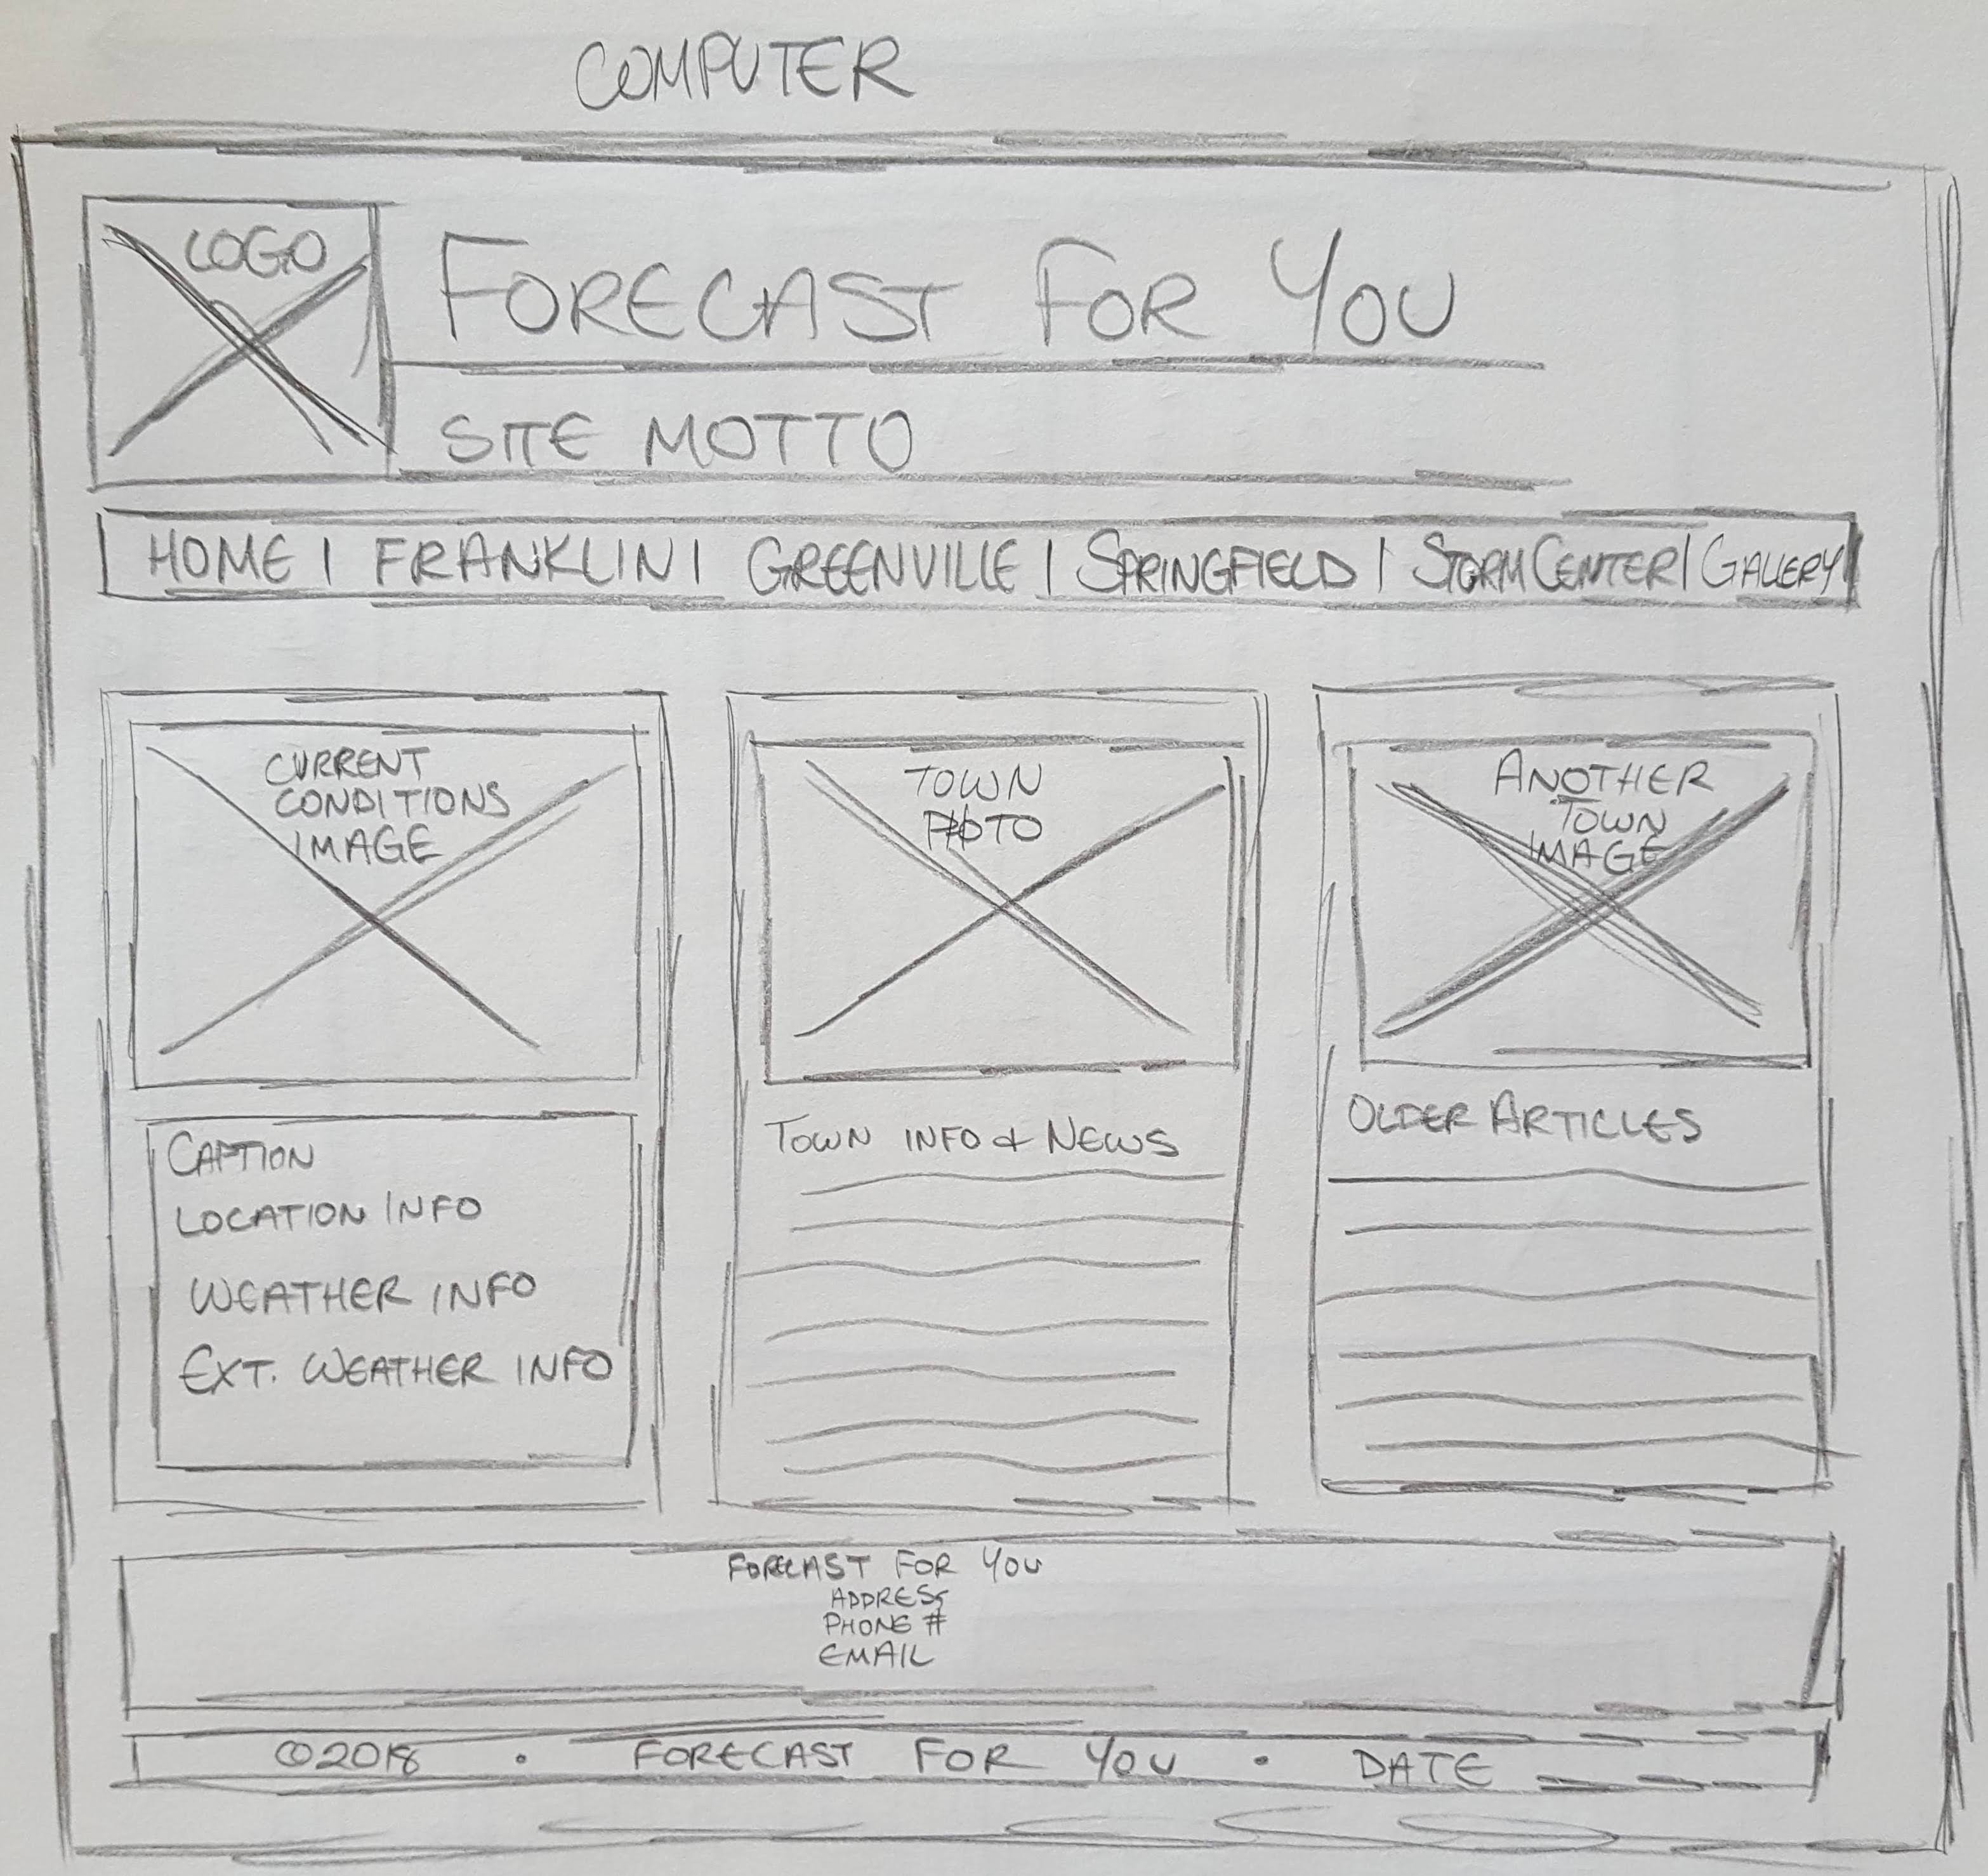 COMPUTER
LOGO
FORECAST FOR YOU
SITE MOTTO
HOME | FRANKLIN | GREENVILLE | SPRINGFIELD | STORM CENTER | GALLERY
CURRENT
CONDITIONS
IMAGE
CAPTION
LOCATION INFO
WEATHER INFO
EXT. WEATHER INFO
TOWN
PHOTO
TOWN INFO & NEWS
ANOTHER
TOWN
IMAGE
OLDER ARTICLES
FORECAST FOR YOU
ADDRESS
PHONE #
EMAIL
©2018 • FORECAST FOR YOU • DATE